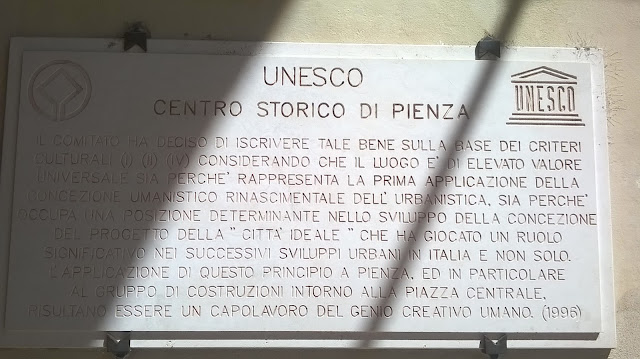 UNESCO
CENTRO STORICO DI PIENZA
UNESCO
IL COMITATO HA DECISO DI ISCRIVERE TALE BENE SULLA BASE DEI CRITERI
CULTURALI (I) (II) (IV) CONSIDERANDO CHE IL LUOGO E' DI ELEVATO VALORE
UNIVERSALE SIA PERCHE' RAPPRESENTA LA PRIMA APPLICAZIONE DELLA
CONCEZIONE UMANISTICO RINASCIMENTALE DELL' URBANISTICA, SIA PERCHE'
OCCUPA UNA POSIZIONE DETERMINANTE NELLO SVILUPPO DELLA CONCEZIONE
DEL PROGETTO DELLA "CITTA' IDEALE" CHE HA GIOCATO UN RUOLO
SIGNIFICATIVO NEI SUCCESSIVI SVILUPPI URBANI IN ITALIA E NON SOLO.
L'APPLICAZIONE DI QUESTO PRINCIPIO A PIENZA, ED IN PARTICOLARE
AL GRUPPO DI COSTRUZIONI INTORNO ALLA PIAZZA CENTRALE,
RISULTANO ESSERE UN CAPOLAVORO DEL GENIO CREATIVO UMANO. (1996)